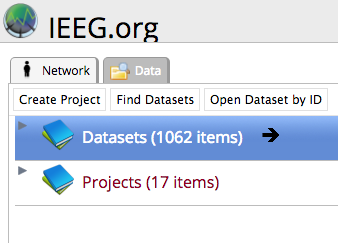 IEEG.org
Network Data
Create Project Find Datasets Open Dataset by ID
Datasets (1062 items)
Projects (17 items)